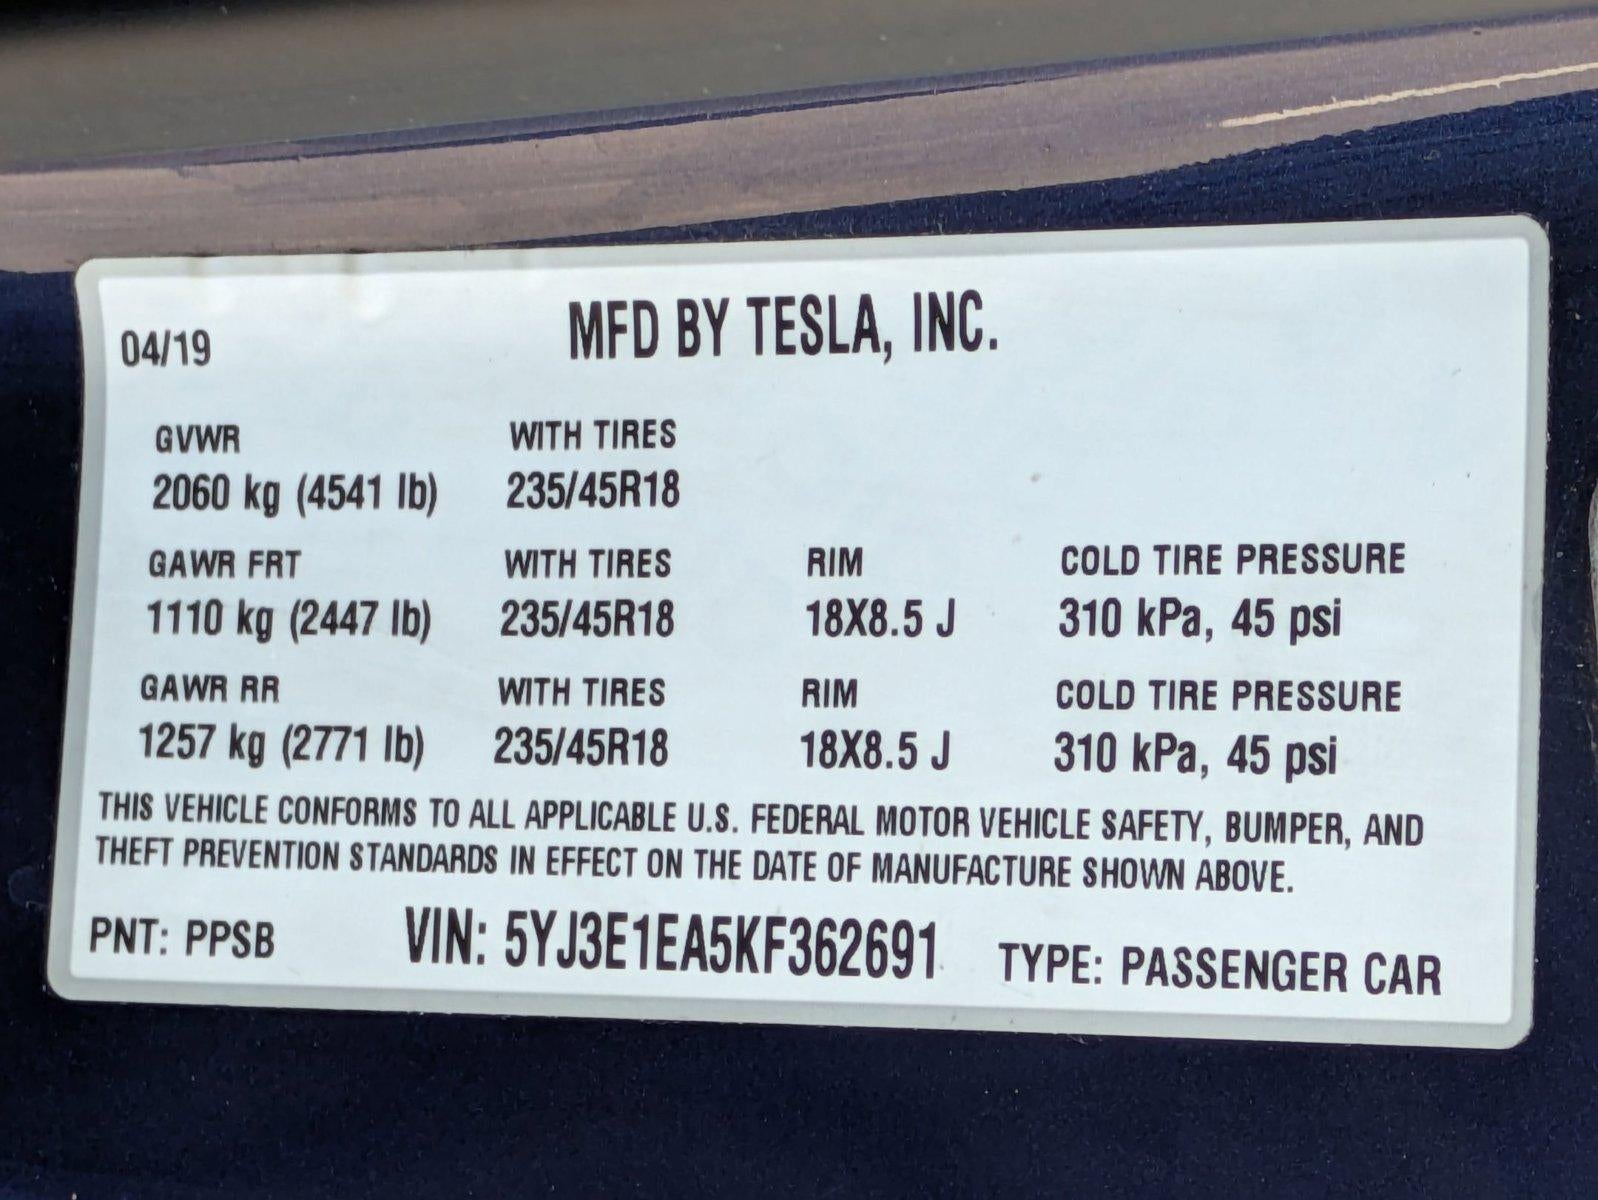 04/19 MFD BY TESLA, INC.
GVWR WITH TIRES
2060 kg (4541 lb) 235/45R18
GAWR FRT WITH TIRES RIM COLD TIRE PRESSURE
1110 kg (2447 lb) 235/45R18 18X8.5 J 310 kPa, 45 psi
GAWR RR WITH TIRES RIM COLD TIRE PRESSURE
1257 kg (2771 lb) 235/45R18 18X8.5 J 310 kPa, 45 psi
THIS VEHICLE CONFORMS TO ALL APPLICABLE U.S. FEDERAL MOTOR VEHICLE SAFETY, BUMPER, AND
THEFT PREVENTION STANDARDS IN EFFECT ON THE DATE OF MANUFACTURE SHOWN ABOVE.
PNT: PPSB VIN: 5YJ3E1EA5KF362691 TYPE: PASSENGER CAR